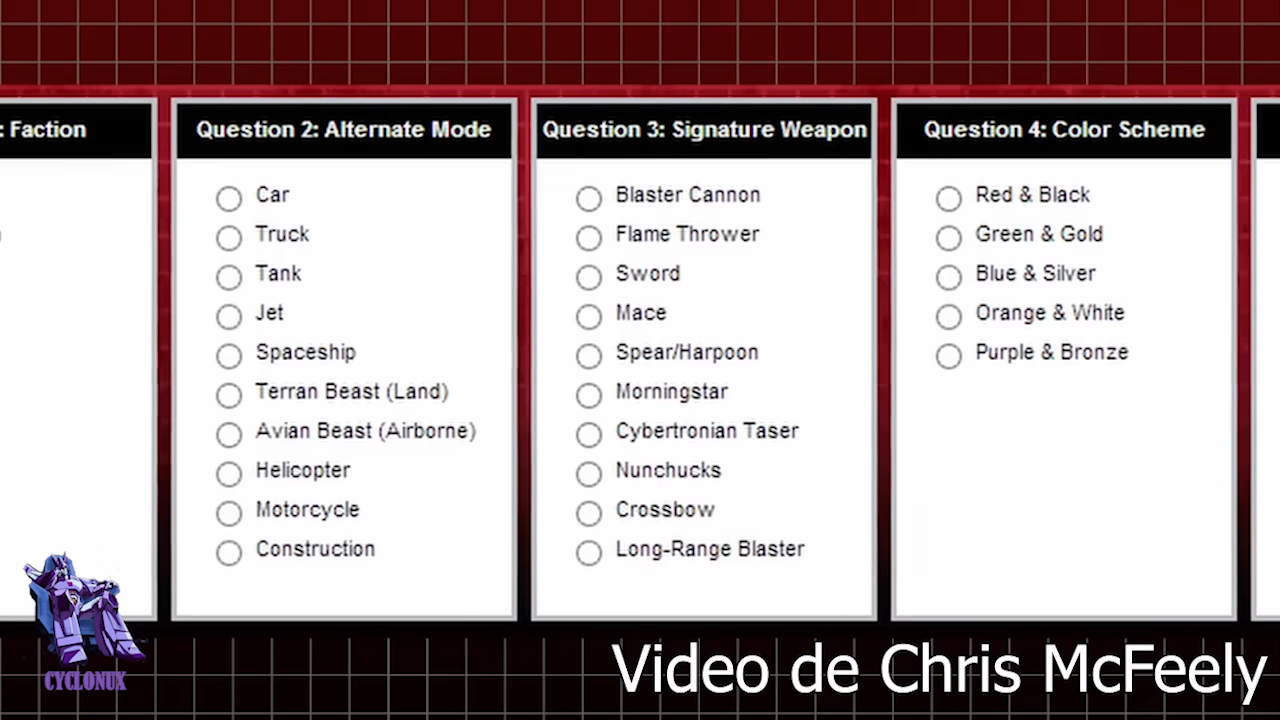 : Faction
Question 2: Alternate Mode
Car
Truck
Tank
Jet
Spaceship
Terran Beast (Land)
Avian Beast (Airborne)
Helicopter
Motorcycle
Construction
Question 3: Signature Weapon
Blaster Cannon
Flame Thrower
Sword
Mace
Spear/Harpoon
Morningstar
Cybertronian Taser
Nunchucks
Crossbow
Long-Range Blaster
Question 4: Color Scheme
Red & Black
Green & Gold
Blue & Silver
Orange & White
Purple & Bronze
CYCLONUX
Video de Chris McFeely